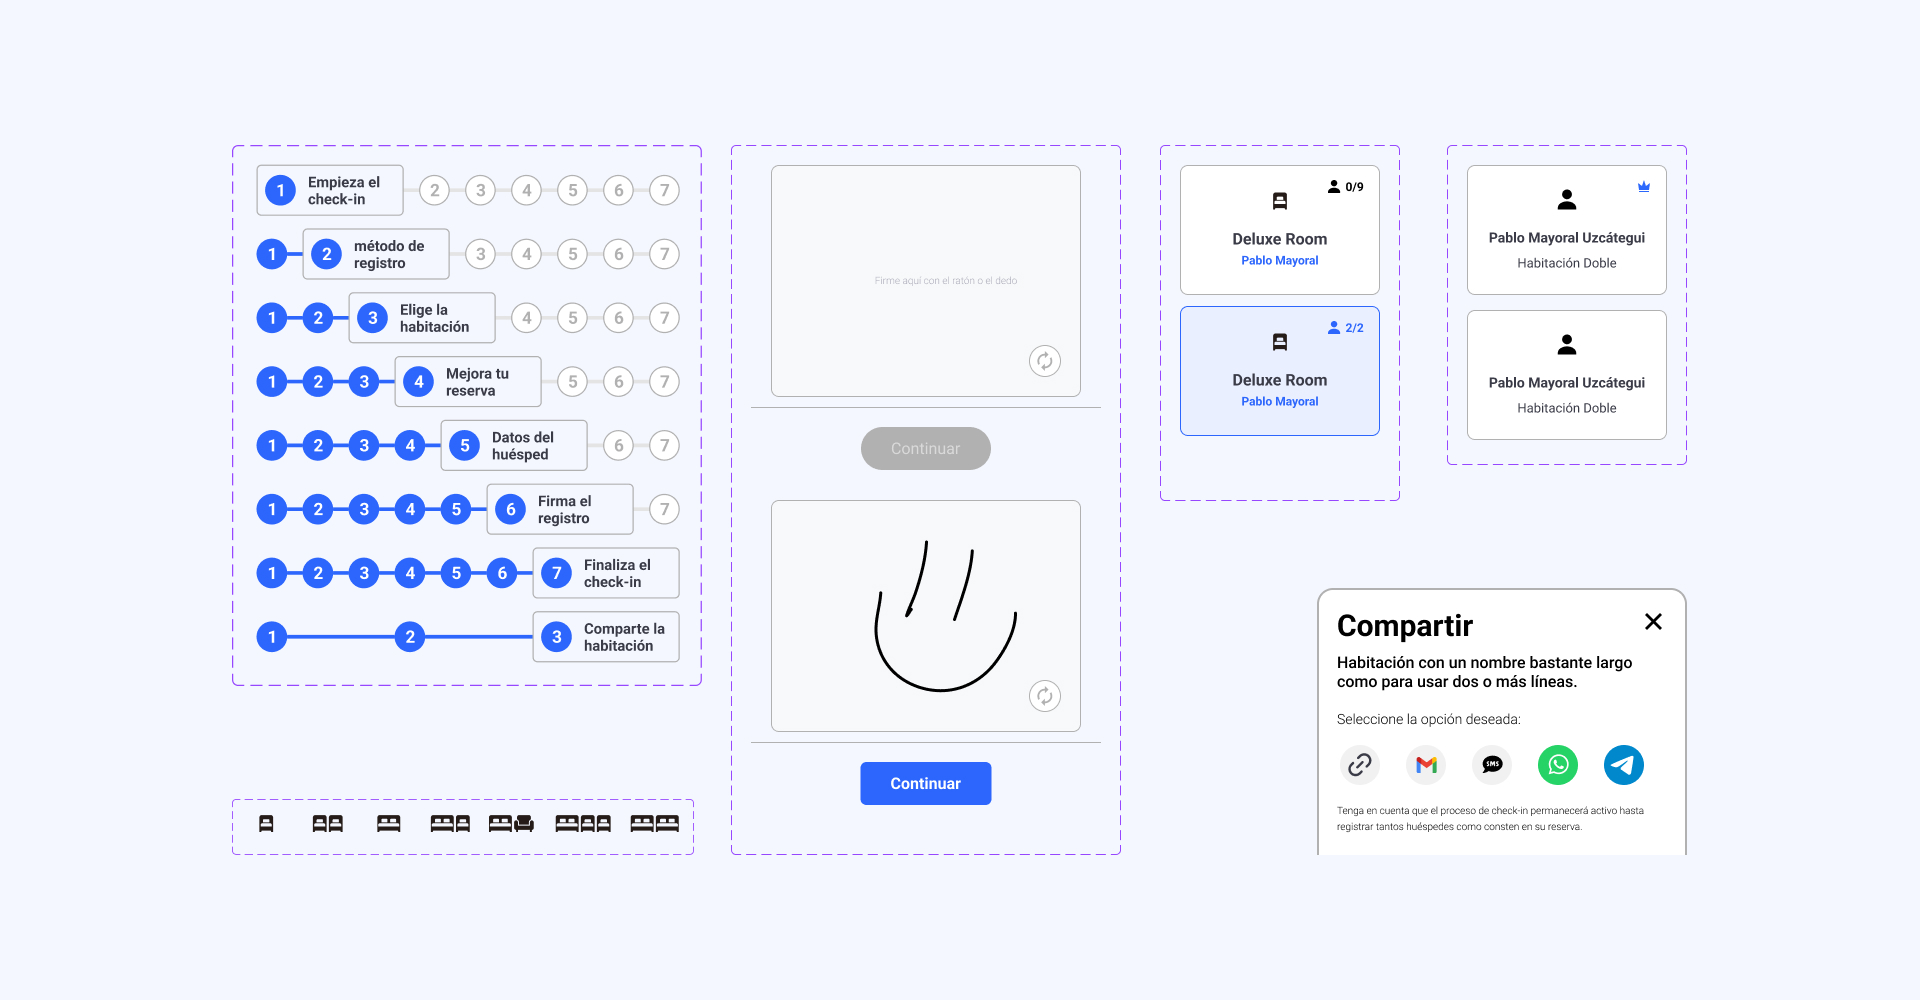 1 Empieza el
check-in
2 3 4 5 6 7
1 2 método de
registro
3 4 5 6 7
1 2 3 Elige la
habitación
4 5 6 7
1 2 3 4 Mejora tu
reserva
5 6 7
1 2 3 4 5 Datos del
huésped
6 7
1 2 3 4 5 6 Firma el
registro
7
1 2 3 4 5 6 7 Finaliza el
check-in
1 2 3 Comparte la
habitación
Firme aquí con el ratón o el dedo
Continuar
Continuar
0/9
Deluxe Room
Pablo Mayoral
2/2
Deluxe Room
Pablo Mayoral
Pablo Mayoral Uzcátegui
Habitación Doble
Pablo Mayoral Uzcátegui
Habitación Doble
Compartir
Habitación con un nombre bastante largo
como para usar dos o más líneas.
Seleccione la opción deseada:
SMS
Tenga en cuenta que el proceso de check-in permanecerá activo hasta
registrar tantos huéspedes como consten en su reserva.